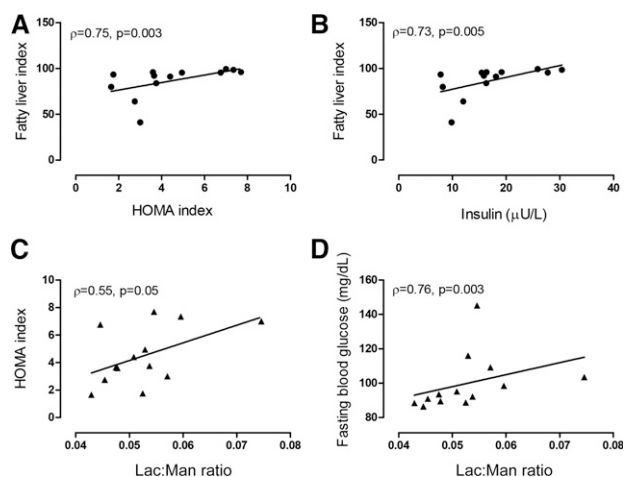 A
ρ=0.75, p=0.003
Fatty liver index
150
100
50
0
0 2 4 6 8 10
HOMA index
B
ρ=0.73, p=0.005
Fatty liver index
150
100
50
0
0 10 20 30 40
Insulin (μU/L)
C
ρ=0.55, p=0.05
HOMA index
10
8
6
4
2
0
0.04 0.05 0.06 0.07 0.08
Lac:Man ratio
D
ρ=0.76, p=0.003
Fasting blood glucose (mg/dL)
160
140
120
100
80
0.04 0.05 0.06 0.07 0.08
Lac:Man ratio